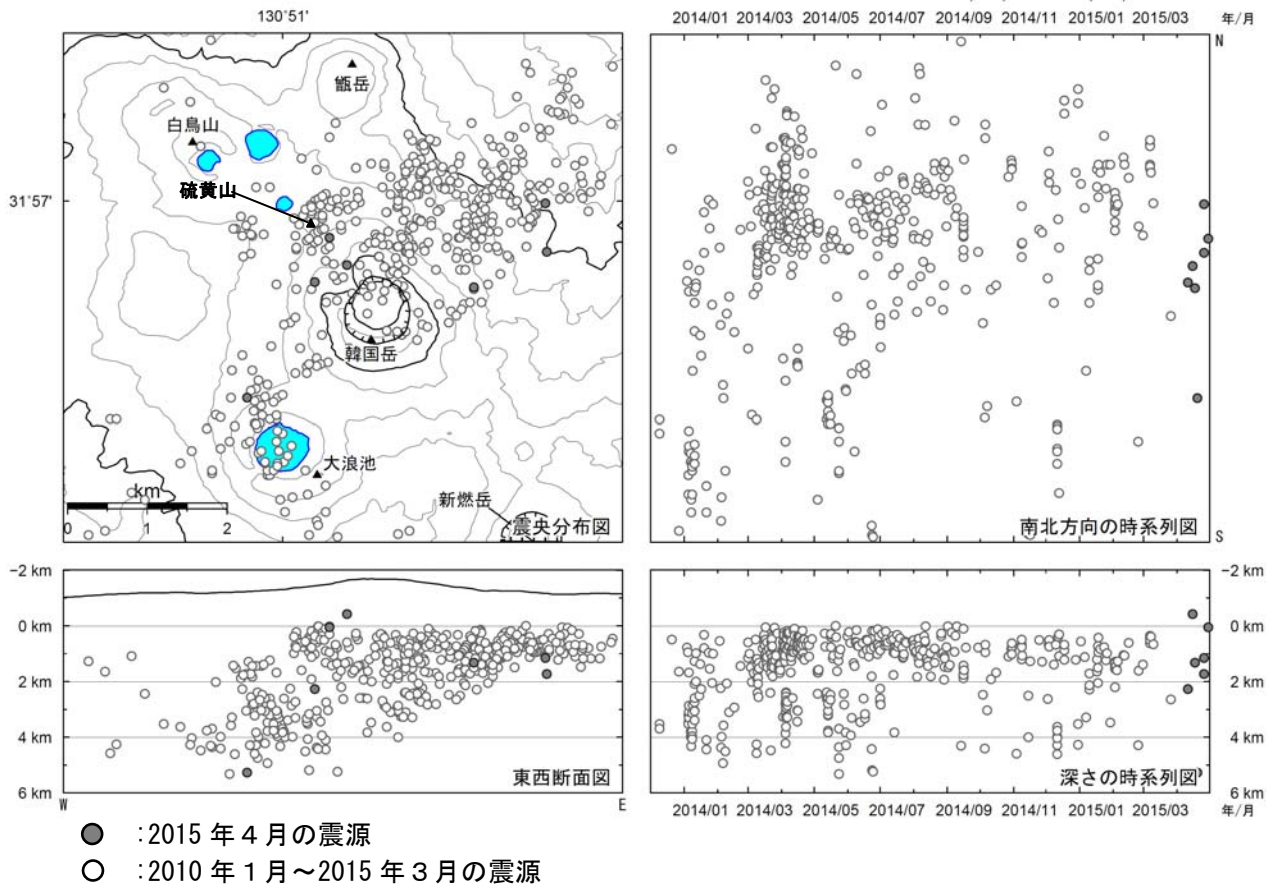 130°51'
甑岳
白鳥山
硫黄山
31°57'
韓国岳
大浪池
新燃岳
km
0 1 2
震央分布図
2014/01 2014/03 2014/05 2014/07 2014/09 2014/11 2015/01 2015/03 年/月
N
S
南北方向の時系列図
-2 km
0 km
2 km
4 km
6 km
W E
東西断面図
-2 km
0 km
2 km
4 km
6 km
深さの時系列図
2014/01 2014/03 2014/05 2014/07 2014/09 2014/11 2015/01 2015/03 年/月
:2015 年 4 月の震源
:2010 年 1 月～2015 年 3 月の震源